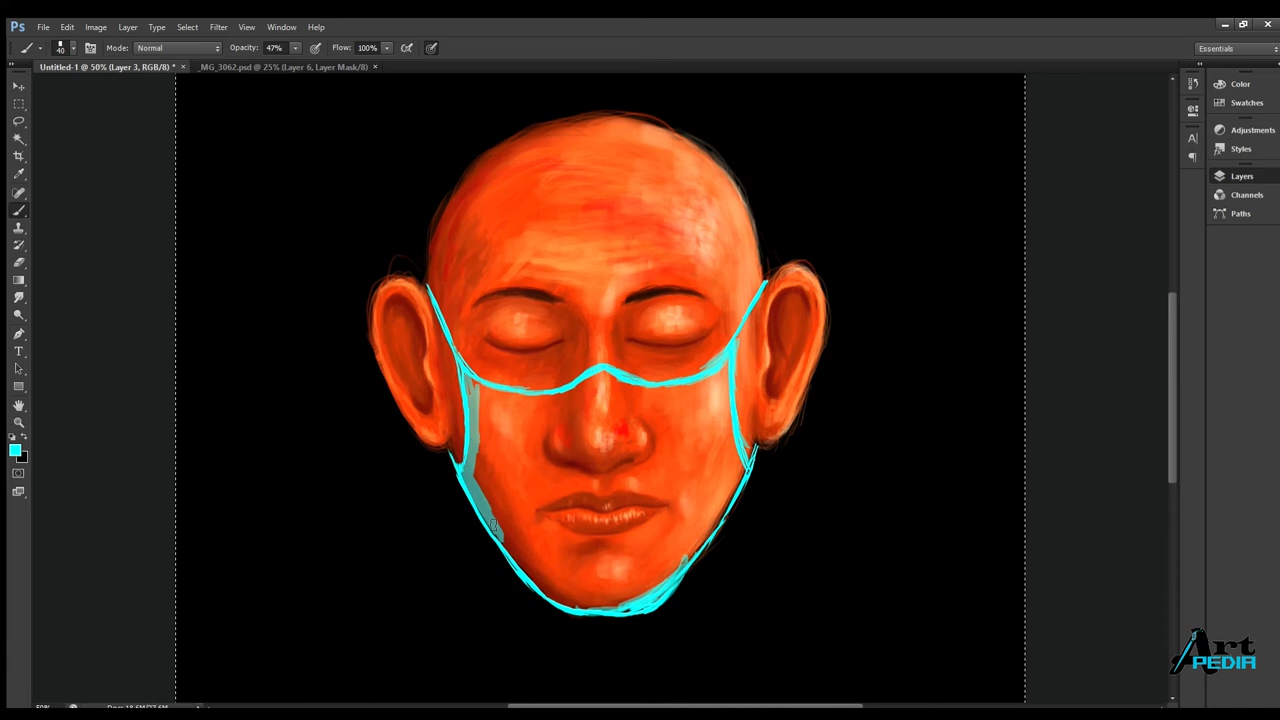 Ps File Edit Image Layer Type Select Filter View Window Help
40 Mode: Normal Opacity: 47% Flow: 100% Essentials
Untitled-1 @ 50% (Layer 3, RGB/8) * × _MG_3062.psd @ 25% (Layer 6, Layer Mask/8) ×
Color
Swatches
Adjustments
Styles
Layers
Channels
Paths
Art
PEDIA